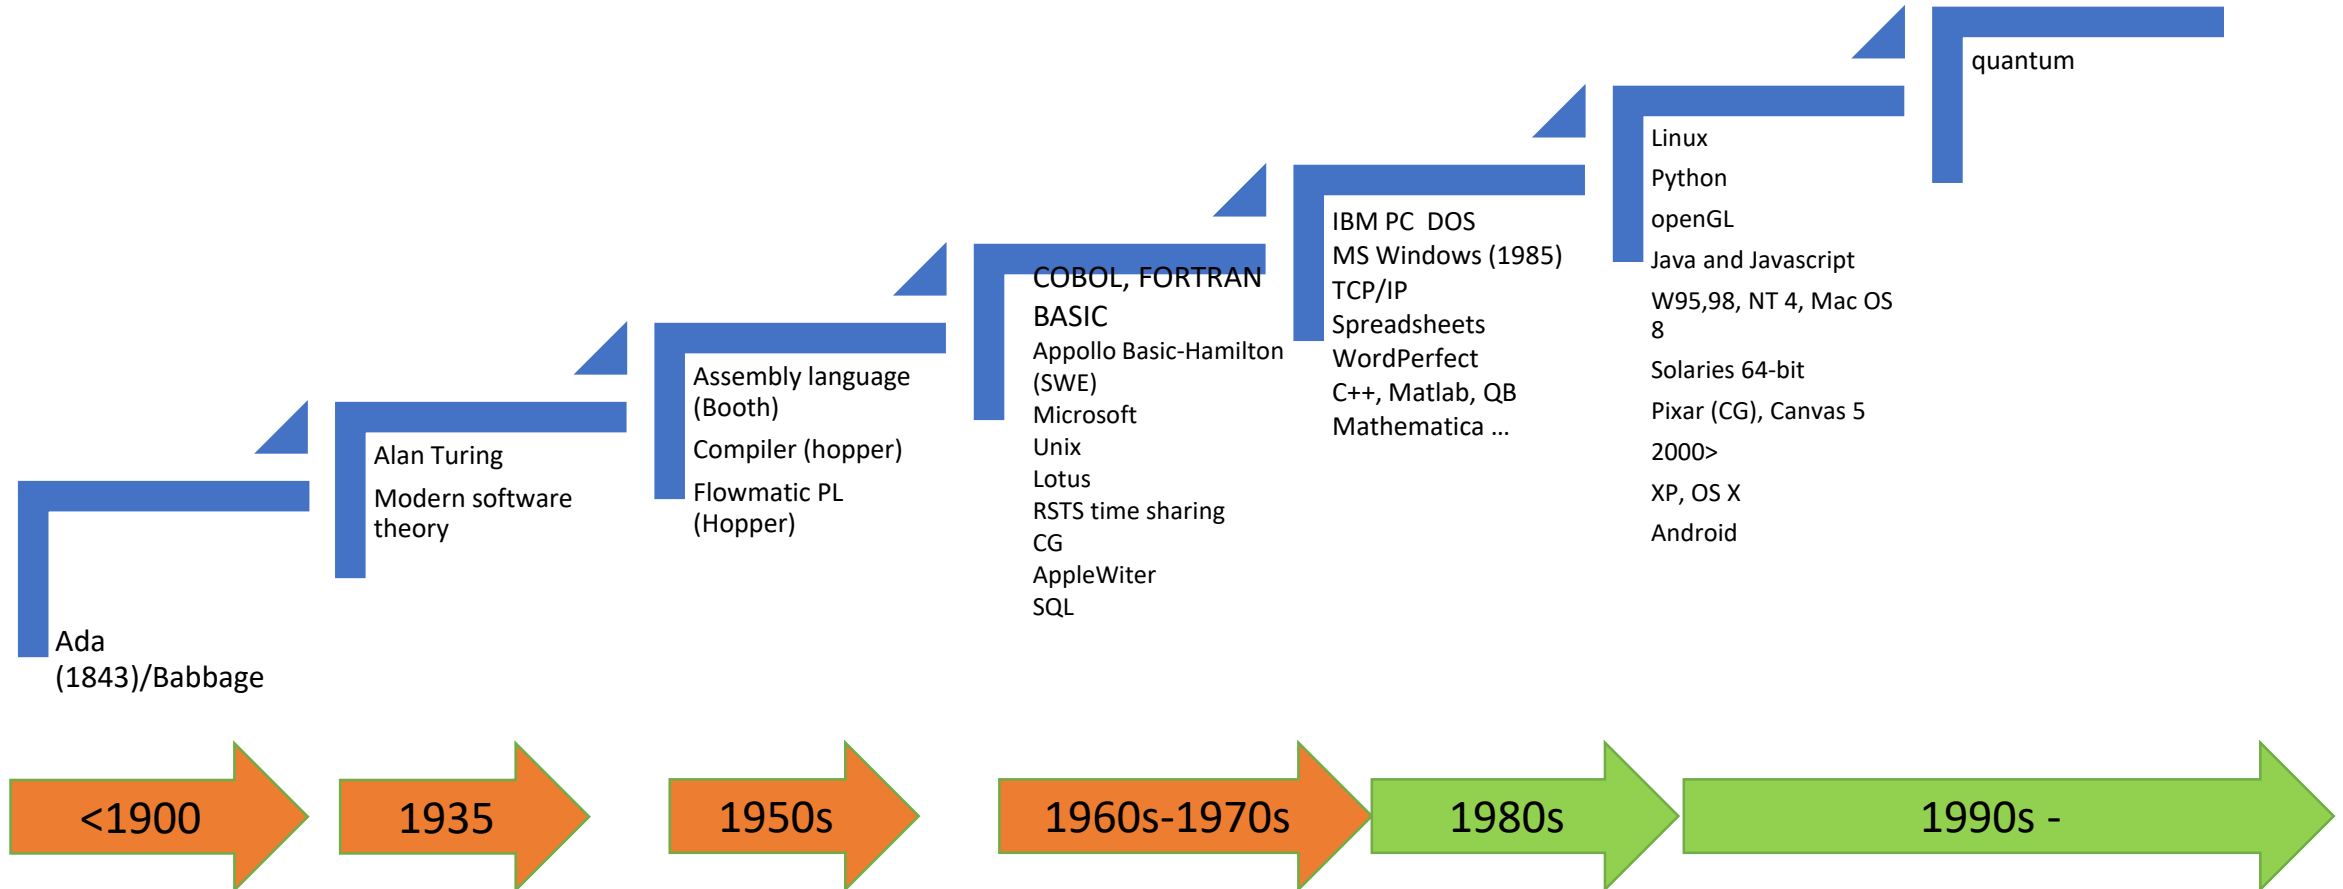 Ada
(1843)/Babbage
Alan Turing
Modern software
theory
Assembly language
(Booth)
Compiler (hopper)
Flowmatic PL
(Hopper)
COBOL, FORTRAN
BASIC
Appollo Basic-Hamilton
(SWE)
Microsoft
Unix
Lotus
RSTS time sharing
CG
AppleWiter
SQL
IBM PC  DOS
MS Windows (1985)
TCP/IP
Spreadsheets
WordPerfect
C++, Matlab, QB
Mathematica ...
Linux
Python
openGL
Java and Javascript
W95,98, NT 4, Mac OS
8
Solaries 64-bit
Pixar (CG), Canvas 5
2000>
XP, OS X
Android
quantum
<1900
1935
1950s
1960s-1970s
1980s
1990s -